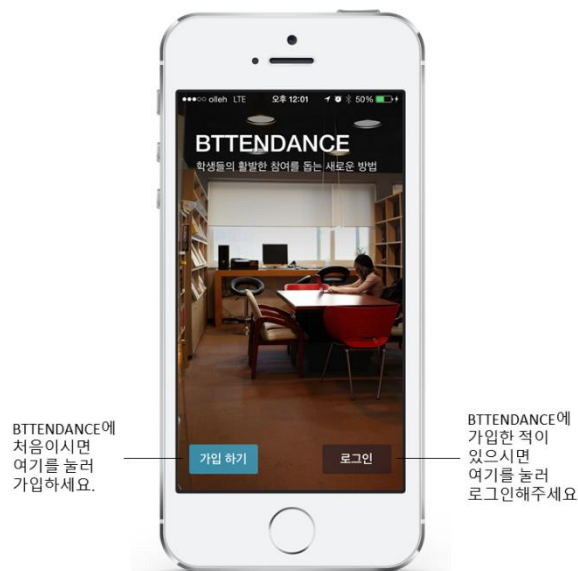 olleh LTE 오후 12:01 50%
BTTENDANCE
학생들의 활발한 참여를 돕는 새로운 방법
BTTENDANCE에
처음이시면
여기를 눌러
가입하세요.
가입 하기
로그인
BTTENDANCE에
가입한 적이
있으시면
여기를 눌러
로그인해주세요